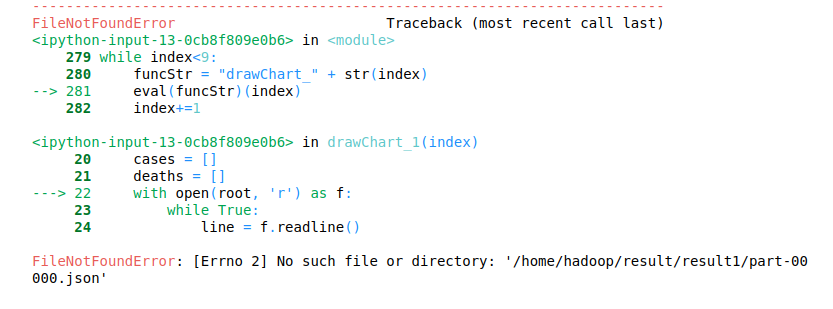 ---------------------------------------------------------------------------
FileNotFoundError                         Traceback (most recent call last)
<ipython-input-13-0cb8f809e0b6> in <module>
    279 while index<9:
    280     funcStr = "drawChart_" + str(index)
--> 281     eval(funcStr)(index)
    282     index+=1

<ipython-input-13-0cb8f809e0b6> in drawChart_1(index)
     20     cases = []
     21     deaths = []
---> 22     with open(root, 'r') as f:
     23         while True:
     24             line = f.readline()

FileNotFoundError: [Errno 2] No such file or directory: '/home/hadoop/result/result1/part-00
000.json'